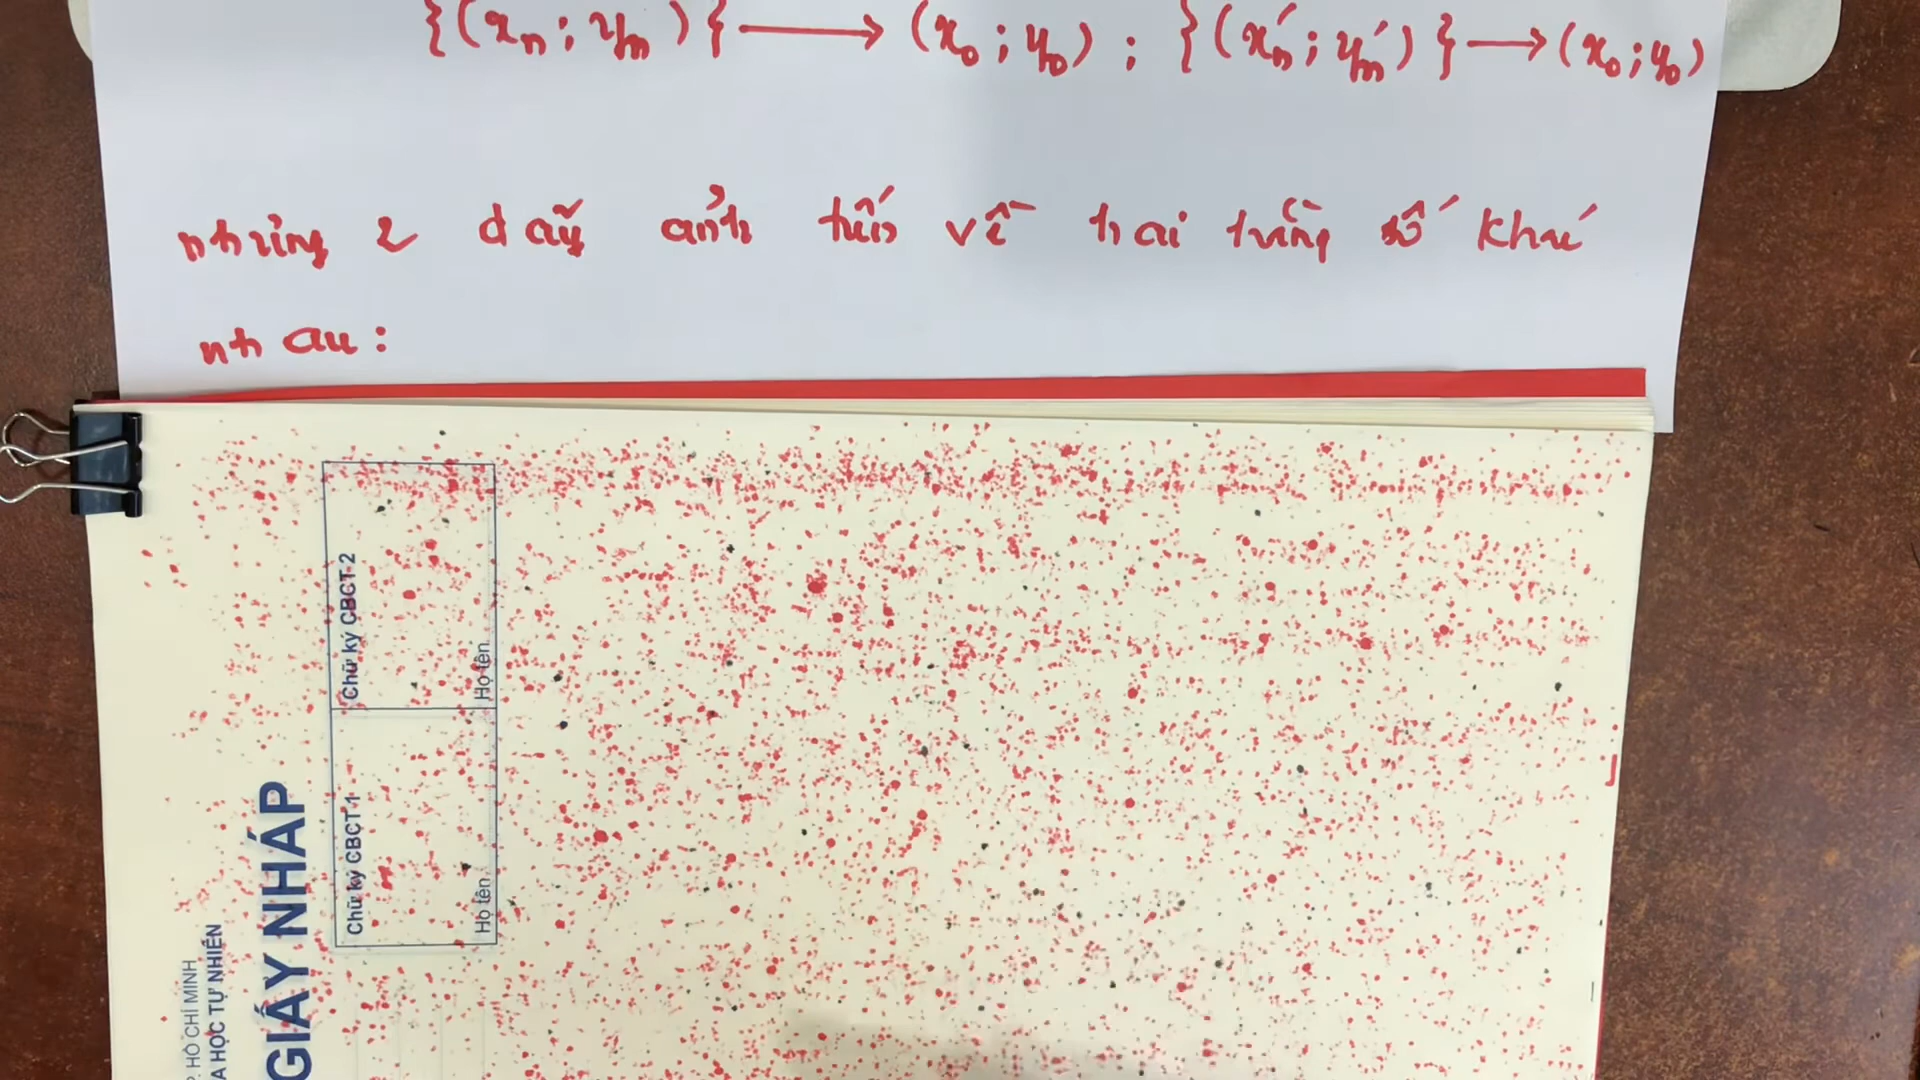 {(xₙ; yₙ)} → (x₀; y₀) ; {(x′ₙ; y′ₙ)} → (x₀; y₀)
nhưng 2 dãy ảnh tiến về hai tưởng số khác
nhau:
Chữ ký CBCT 2
Họ tên
Chữ ký CBCT 1
Họ tên
GIẤY NHÁP
P. HỒ CHÍ MINH
A HỌC TỰ NHIÊN